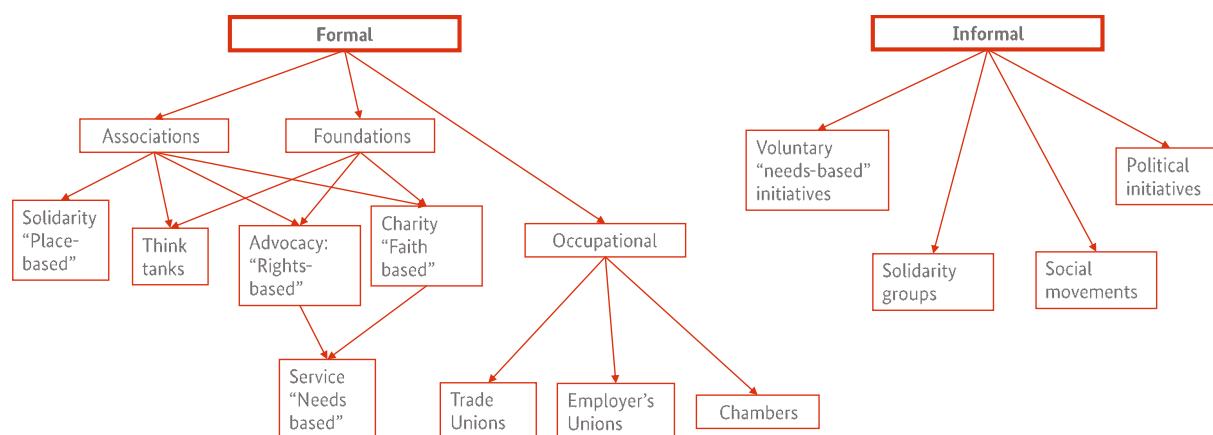 Formal
Informal
Associations
Foundations
Voluntary
“needs-based”
initiatives
Political
initiatives
Solidarity
“Place-
based”
Think
tanks
Advocacy:
“Rights-
based”
Charity
“Faith
based”
Occupational
Solidarity
groups
Social
movements
Service
“Needs
based”
Trade
Unions
Employer’s
Unions
Chambers